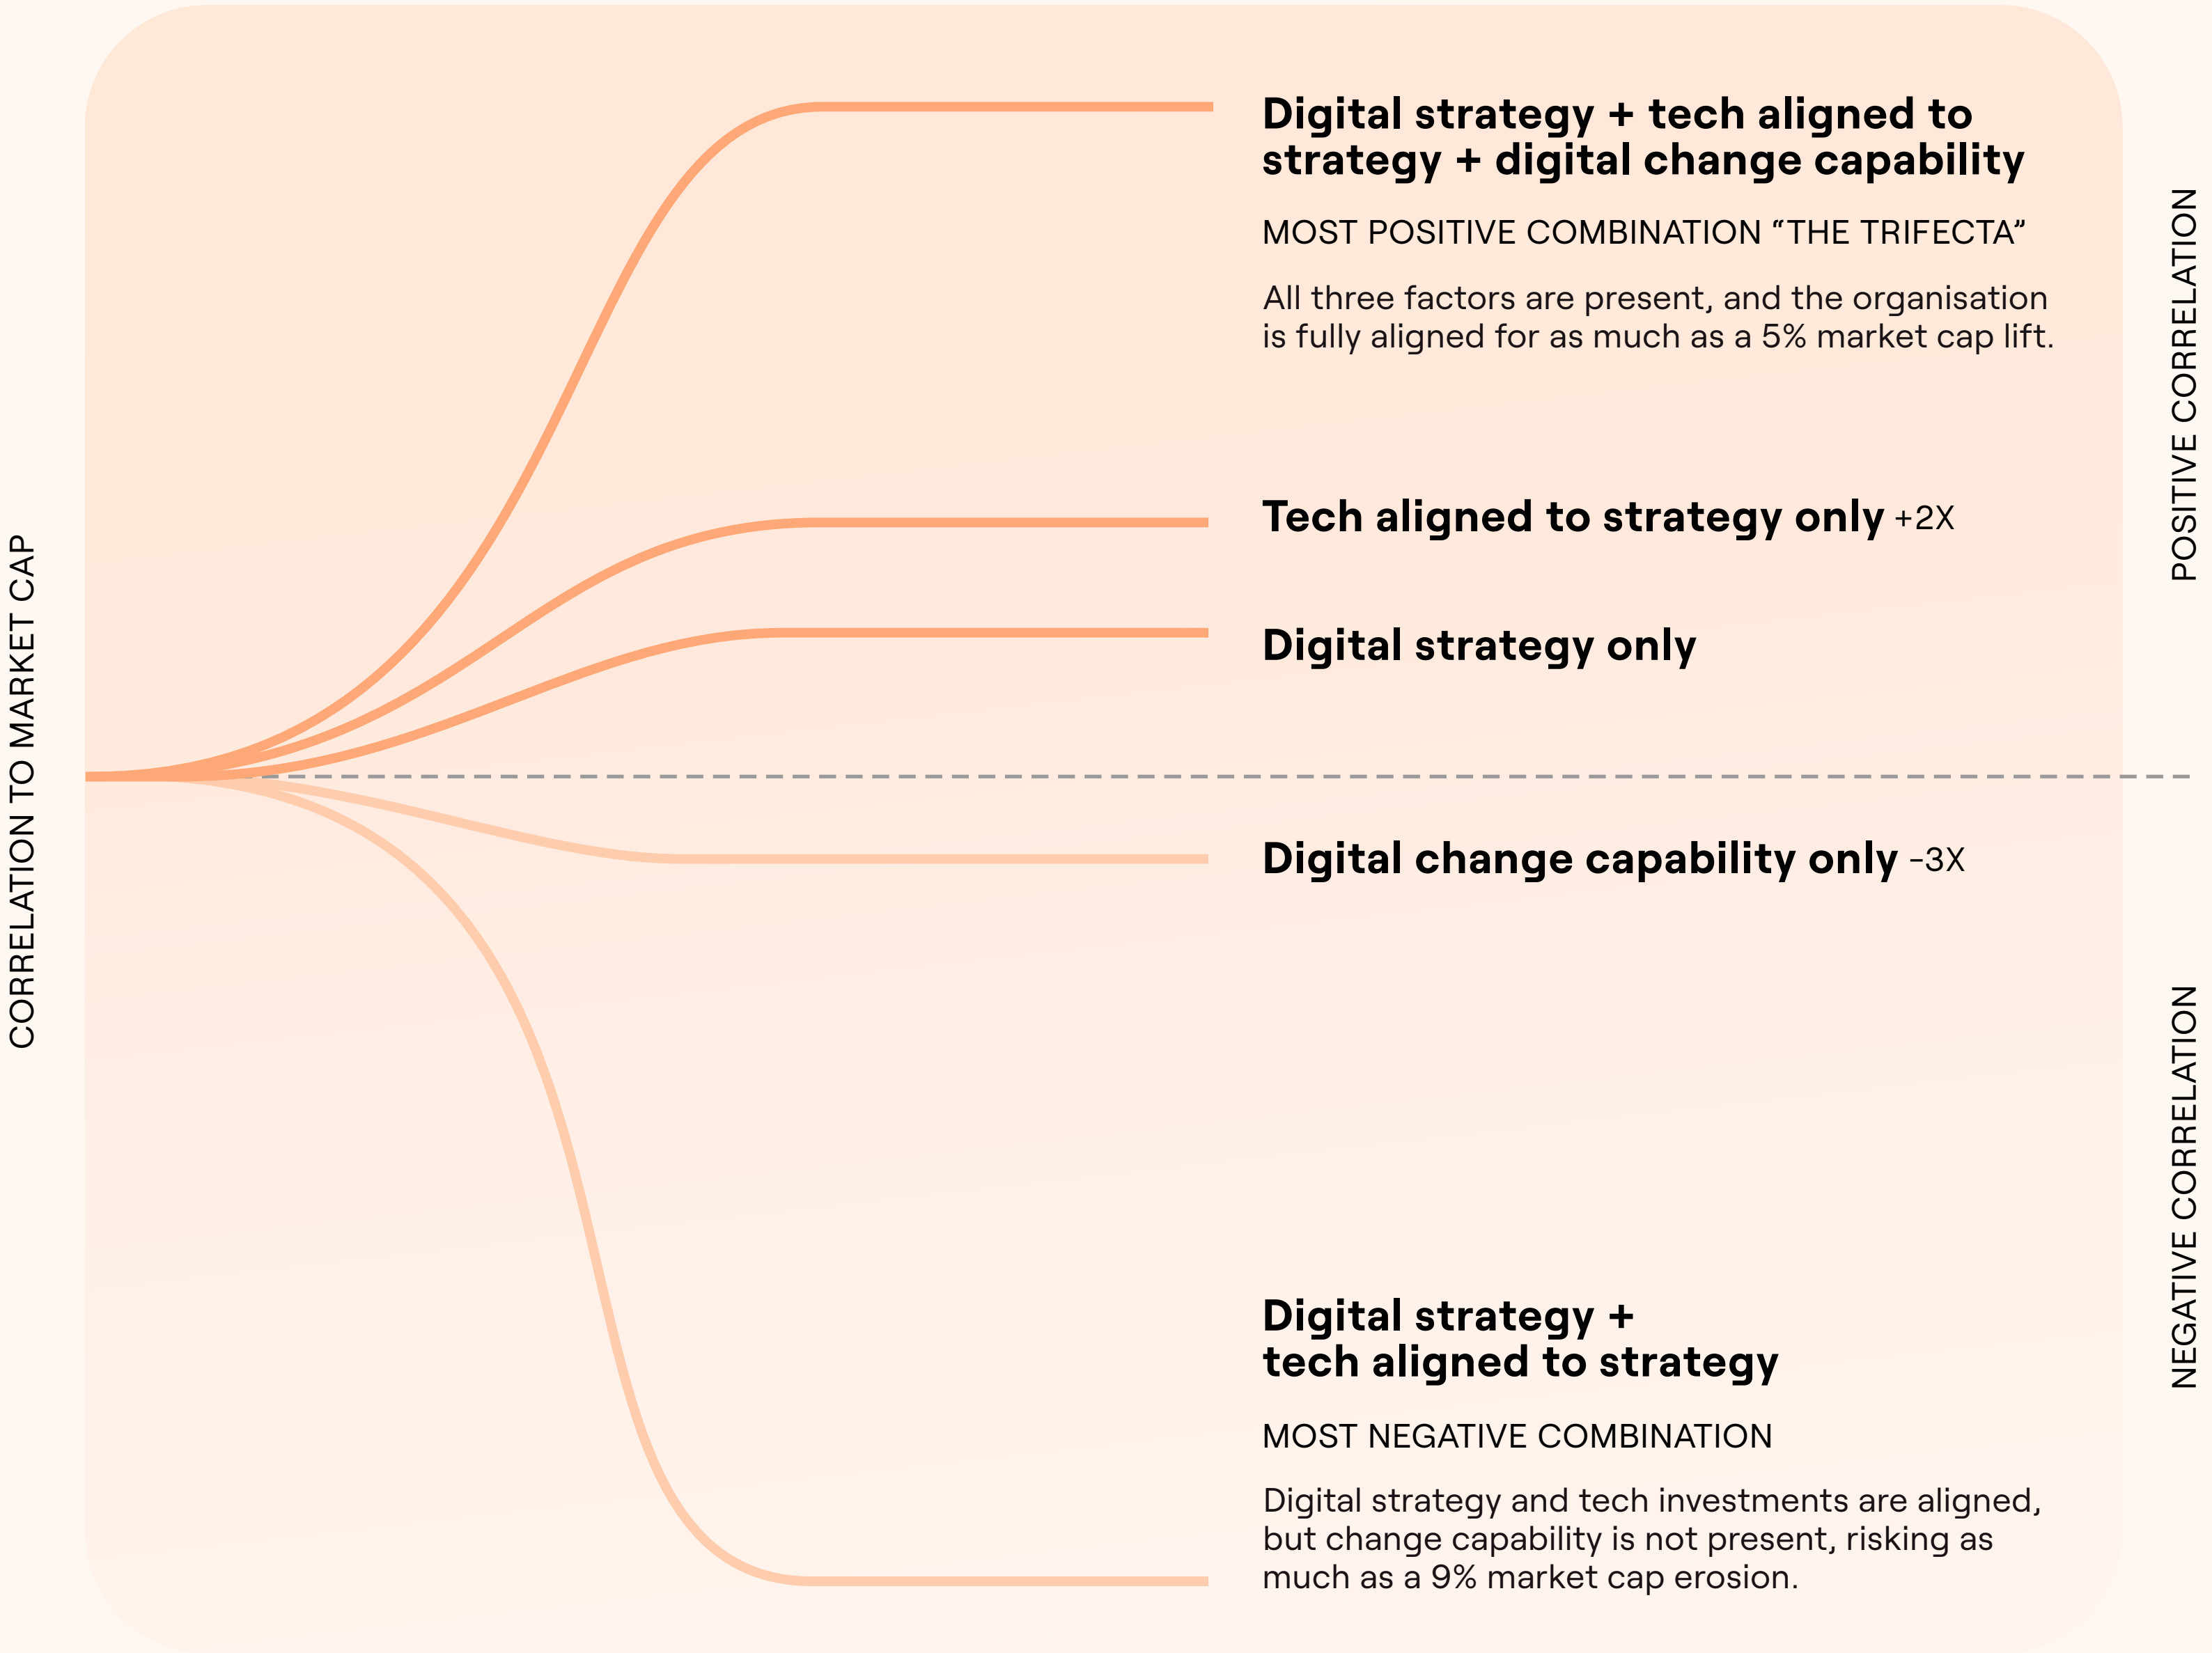 CORRELATION TO MARKET CAP
Digital strategy + tech aligned to
strategy + digital change capability
MOST POSITIVE COMBINATION “THE TRIFECTA”
All three factors are present, and the organisation
is fully aligned for as much as a 5% market cap lift.
Tech aligned to strategy only +2X
Digital strategy only
POSITIVE CORRELATION
Digital change capability only -3X
Digital strategy +
tech aligned to strategy
MOST NEGATIVE COMBINATION
Digital strategy and tech investments are aligned,
but change capability is not present, risking as
much as a 9% market cap erosion.
NEGATIVE CORRELATION